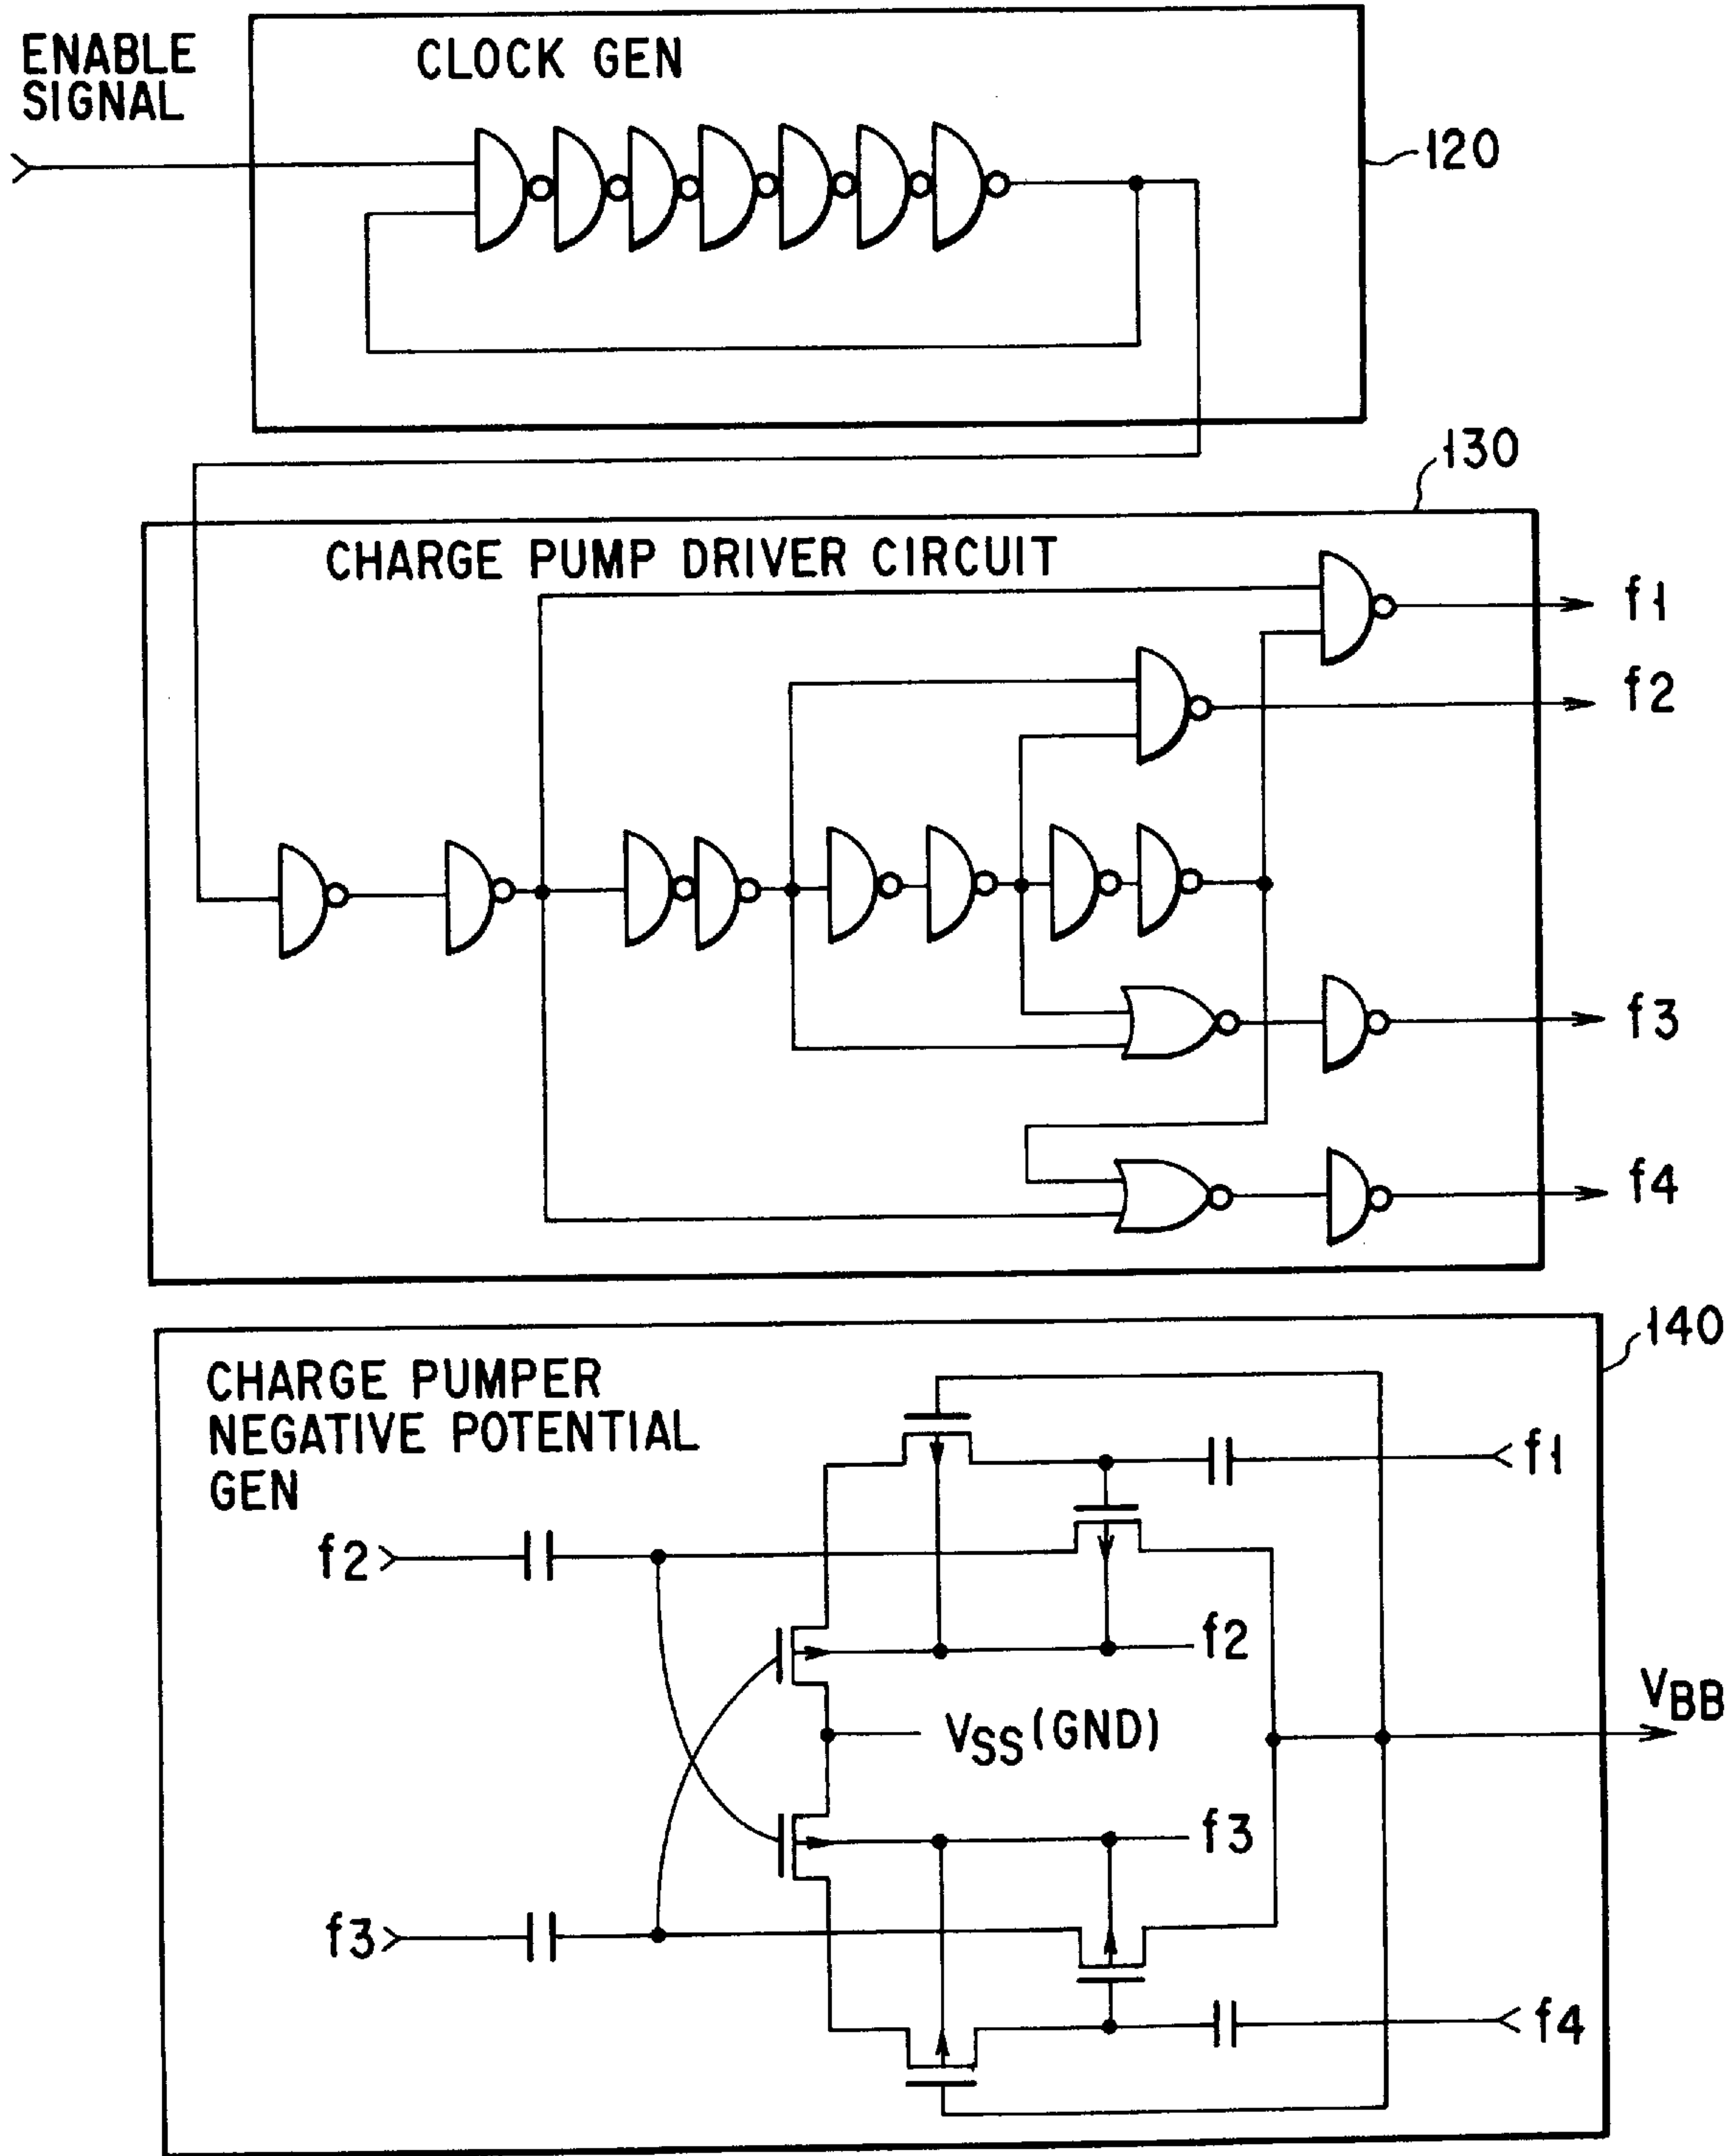 ENABLE
SIGNAL
CLOCK GEN
120
130
CHARGE PUMP DRIVER CIRCUIT
f1
f2
f3
f4
140
CHARGE PUMPER
NEGATIVE POTENTIAL
GEN
f1
f2
f2
VBB
VSS(GND)
f3
f3
f4